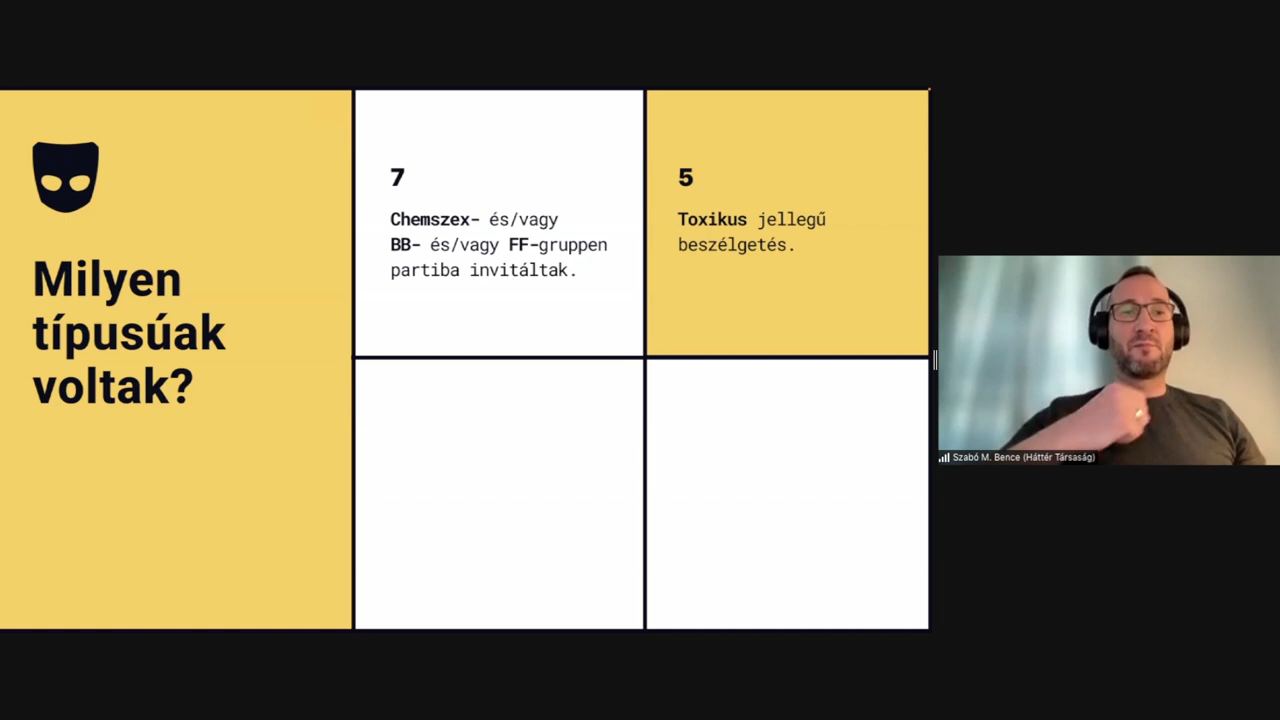 Milyen
típusúak
voltak?
7
Chemszex- és/vagy
BB- és/vagy FF-gruppen
partiba invitáltak.
5
Toxikus jellegű
beszélgetés.
Szabó M. Bence (Háttér Társaság)